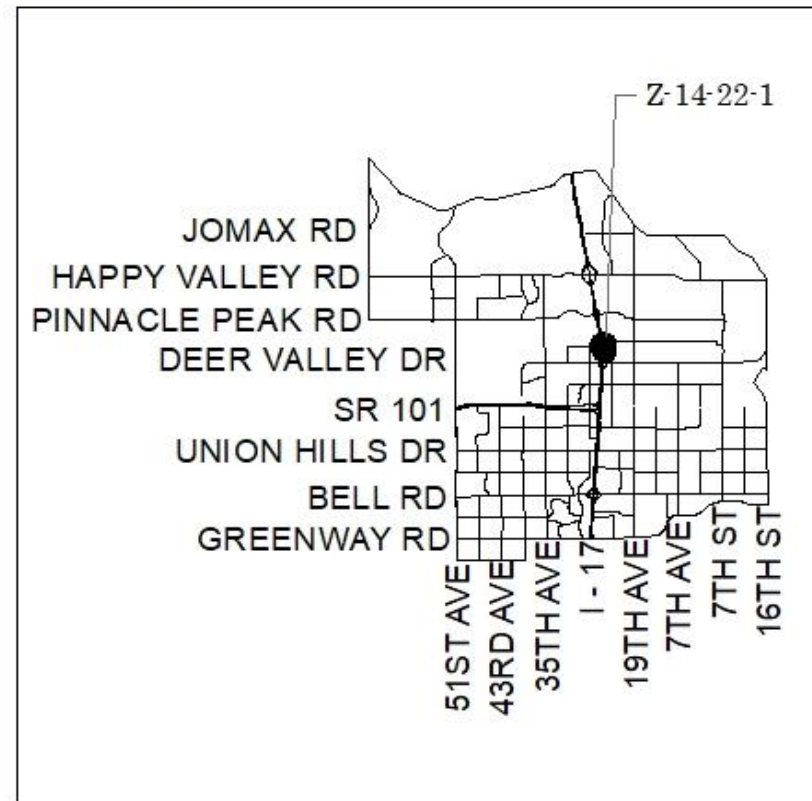 Z-14-22-1
JOMAX RD
HAPPY VALLEY RD
PINNACLE PEAK RD
DEER VALLEY DR
SR 101
UNION HILLS DR
BELL RD
GREENWAY RD
51ST AVE
43RD AVE
35TH AVE
I - 17
19TH AVE
7TH AVE
7TH ST
16TH ST